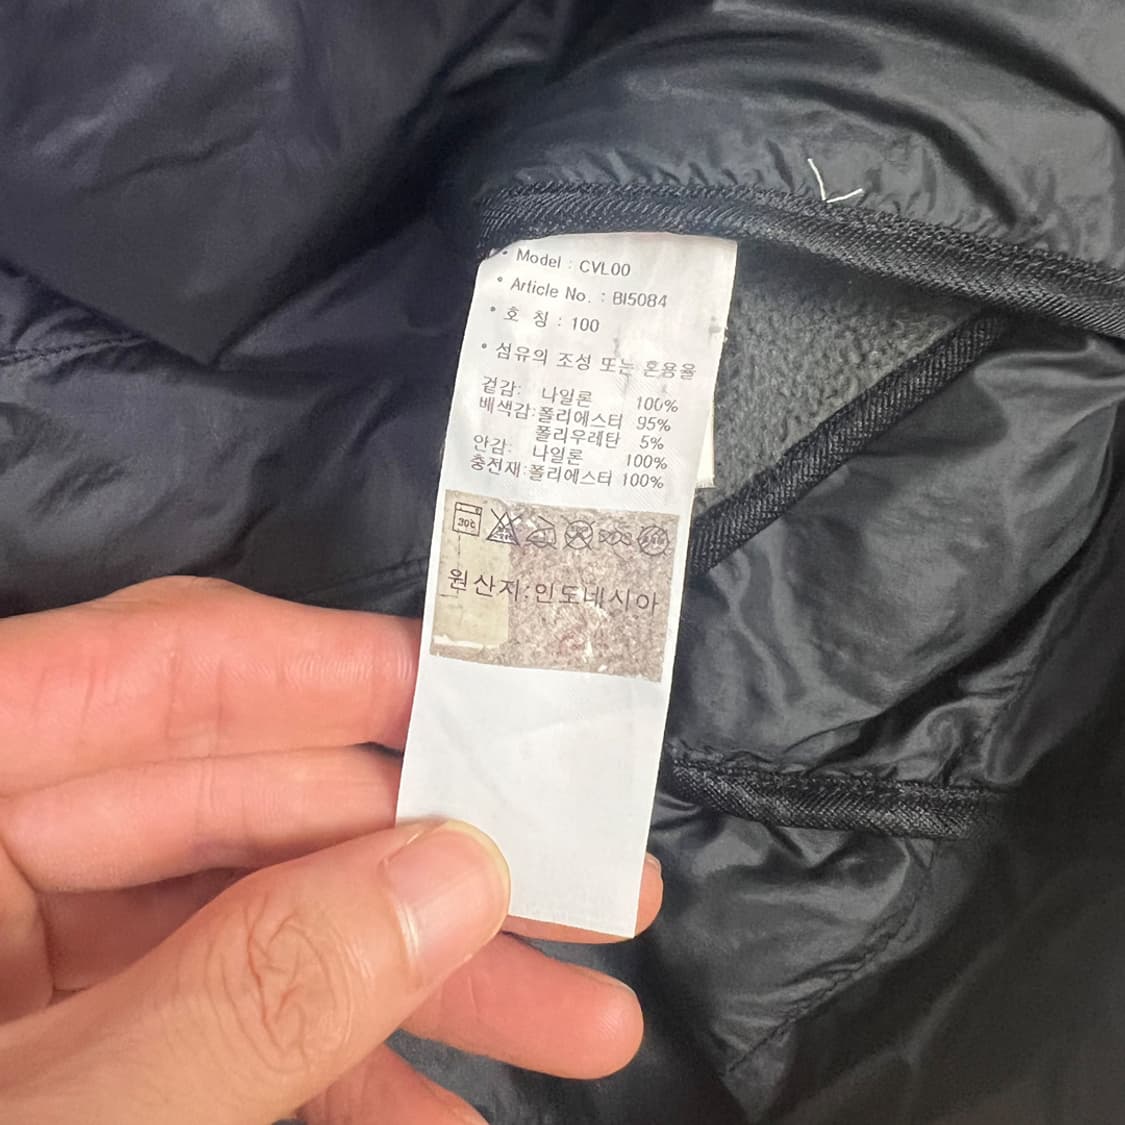 • Model : CVL00
• Article No. : BI5084
• 호 칭 : 100
• 섬유의 조성 또는 혼용율
겉감: 나일론 100%
배색감:폴리에스터 95%
폴리우레탄 5%
안감: 나일론 100%
충전재:폴리에스터 100%
30℃
원산지:인도네시아